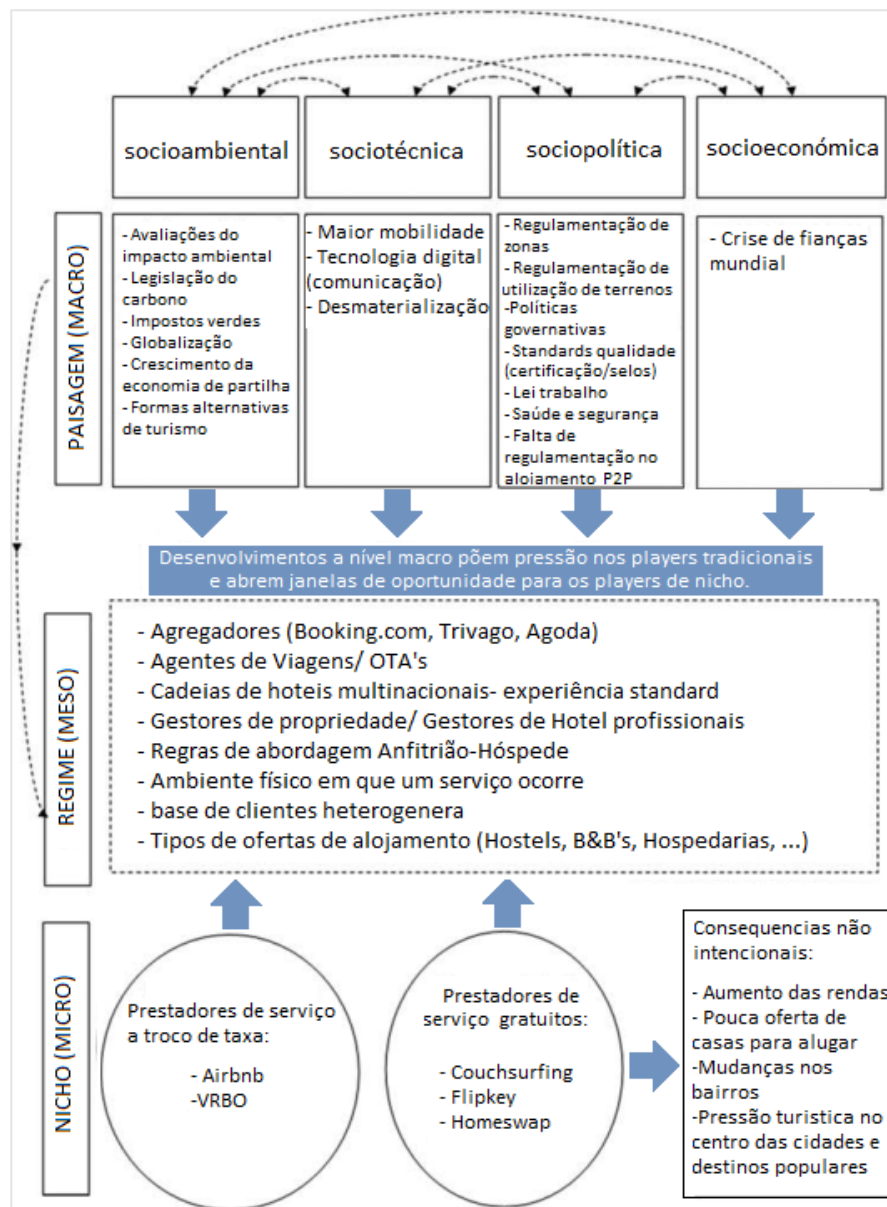 socioambiental
sociotécnica
sociopolítica
socioeconómica
PAISAGEM (MACRO)
- Avaliações do
impacto ambiental
- Legislação do
carbono
- Impostos verdes
- Globalização
- Crescimento da
economia de partilha
- Formas alternativas
de turismo
- Maior mobilidade
- Tecnologia digital
(comunicação)
- Desmaterialização
- Regulamentação de
zonas
- Regulamentação de
utilização de terrenos
-Políticas
governativas
- Standards qualidade
(certificação/selos)
- Lei trabalho
- Saúde e segurança
- Falta de
regulamentação no
alojamento P2P
- Crise de fianças
mundial
Desenvolvimentos a nível macro põem pressão nos players tradicionais
e abrem janelas de oportunidade para os players de nicho.
REGIME (MESO)
- Agregadores (Booking.com, Trivago, Agoda)
- Agentes de Viagens/ OTA's
- Cadeias de hoteis multinacionais- experiência standard
- Gestores de propriedade/ Gestores de Hotel profissionais
- Regras de abordagem Anfitrião-Hóspede
- Ambiente físico em que um serviço ocorre
- base de clientes heterogenera
- Tipos de ofertas de alojamento (Hostels, B&B's, Hospedarias, ...)
NICHO (MICRO)
Prestadores de serviço
a troco de taxa:
- Airbnb
-VRBO
Prestadores de
serviço gratuitos:
- Couchsurfing
- Flipkey
- Homeswap
Consequencias não
intencionais:
- Aumento das rendas
- Pouca oferta de
casas para alugar
-Mudanças nos
bairros
-Pressão turistica no
centro das cidades e
destinos populares